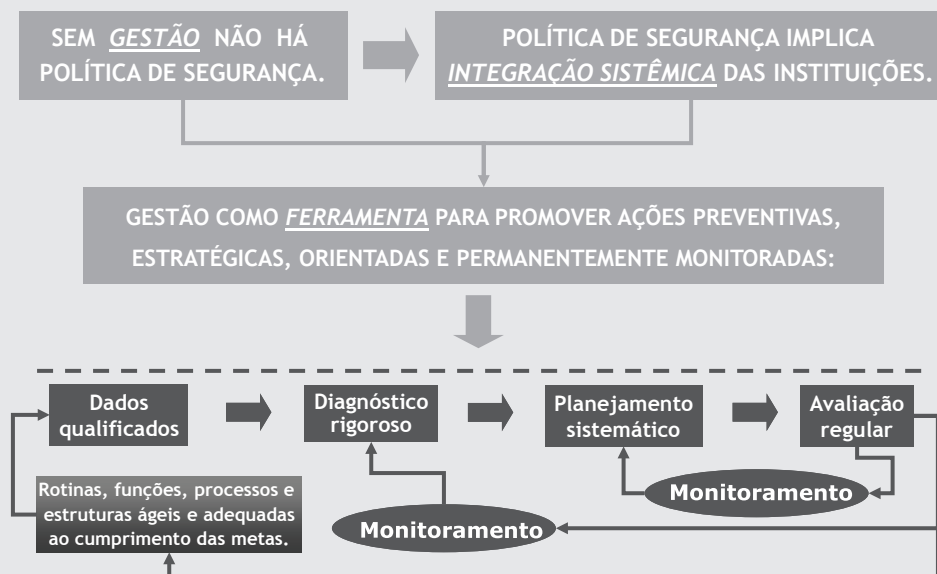 SEM GESTÃO NÃO HÁ
POLÍTICA DE SEGURANÇA.
POLÍTICA DE SEGURANÇA IMPLICA
INTEGRAÇÃO SISTÊMICA DAS INSTITUIÇÕES.
GESTÃO COMO FERRAMENTA PARA PROMOVER AÇÕES PREVENTIVAS,
ESTRATÉGICAS, ORIENTADAS E PERMANENTEMENTE MONITORADAS:
Dados
qualificados
Diagnóstico
rigoroso
Planejamento
sistemático
Avaliação
regular
Rotinas, funções, processos e
estruturas ágeis e adequadas
ao cumprimento das metas.
Monitoramento
Monitoramento